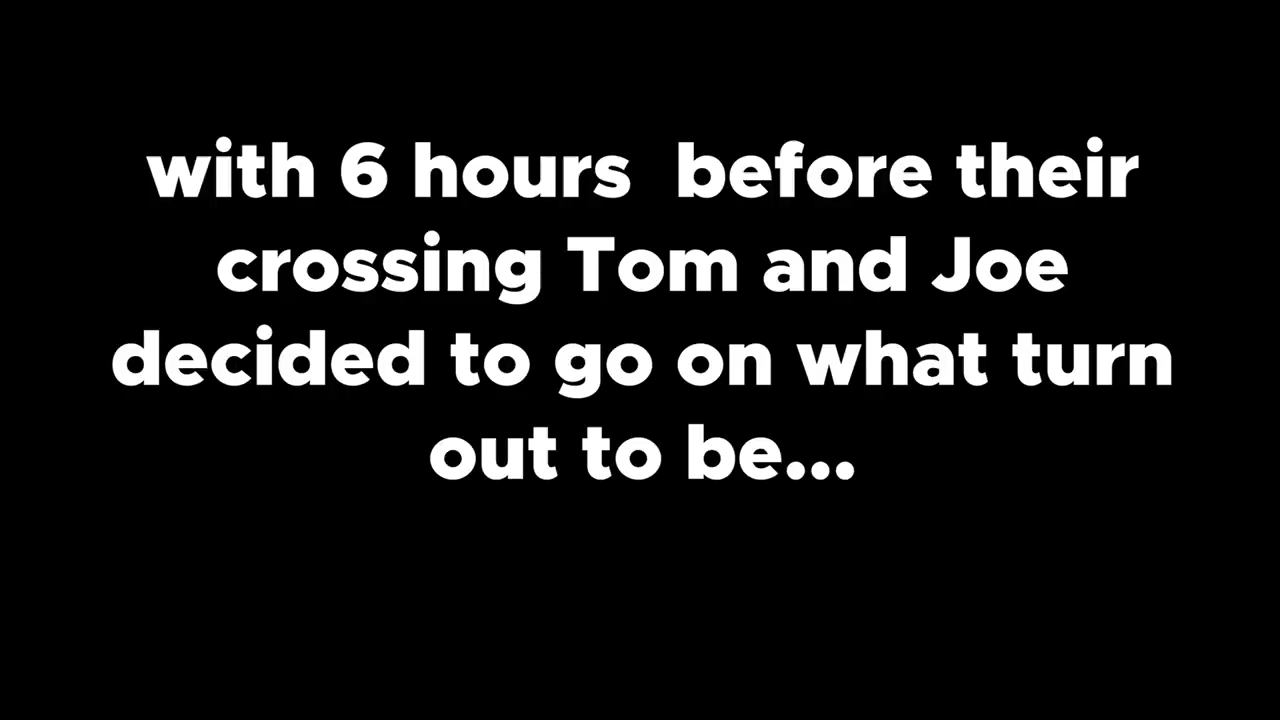 with 6 hours  before their
crossing Tom and Joe
decided to go on what turn
out to be...